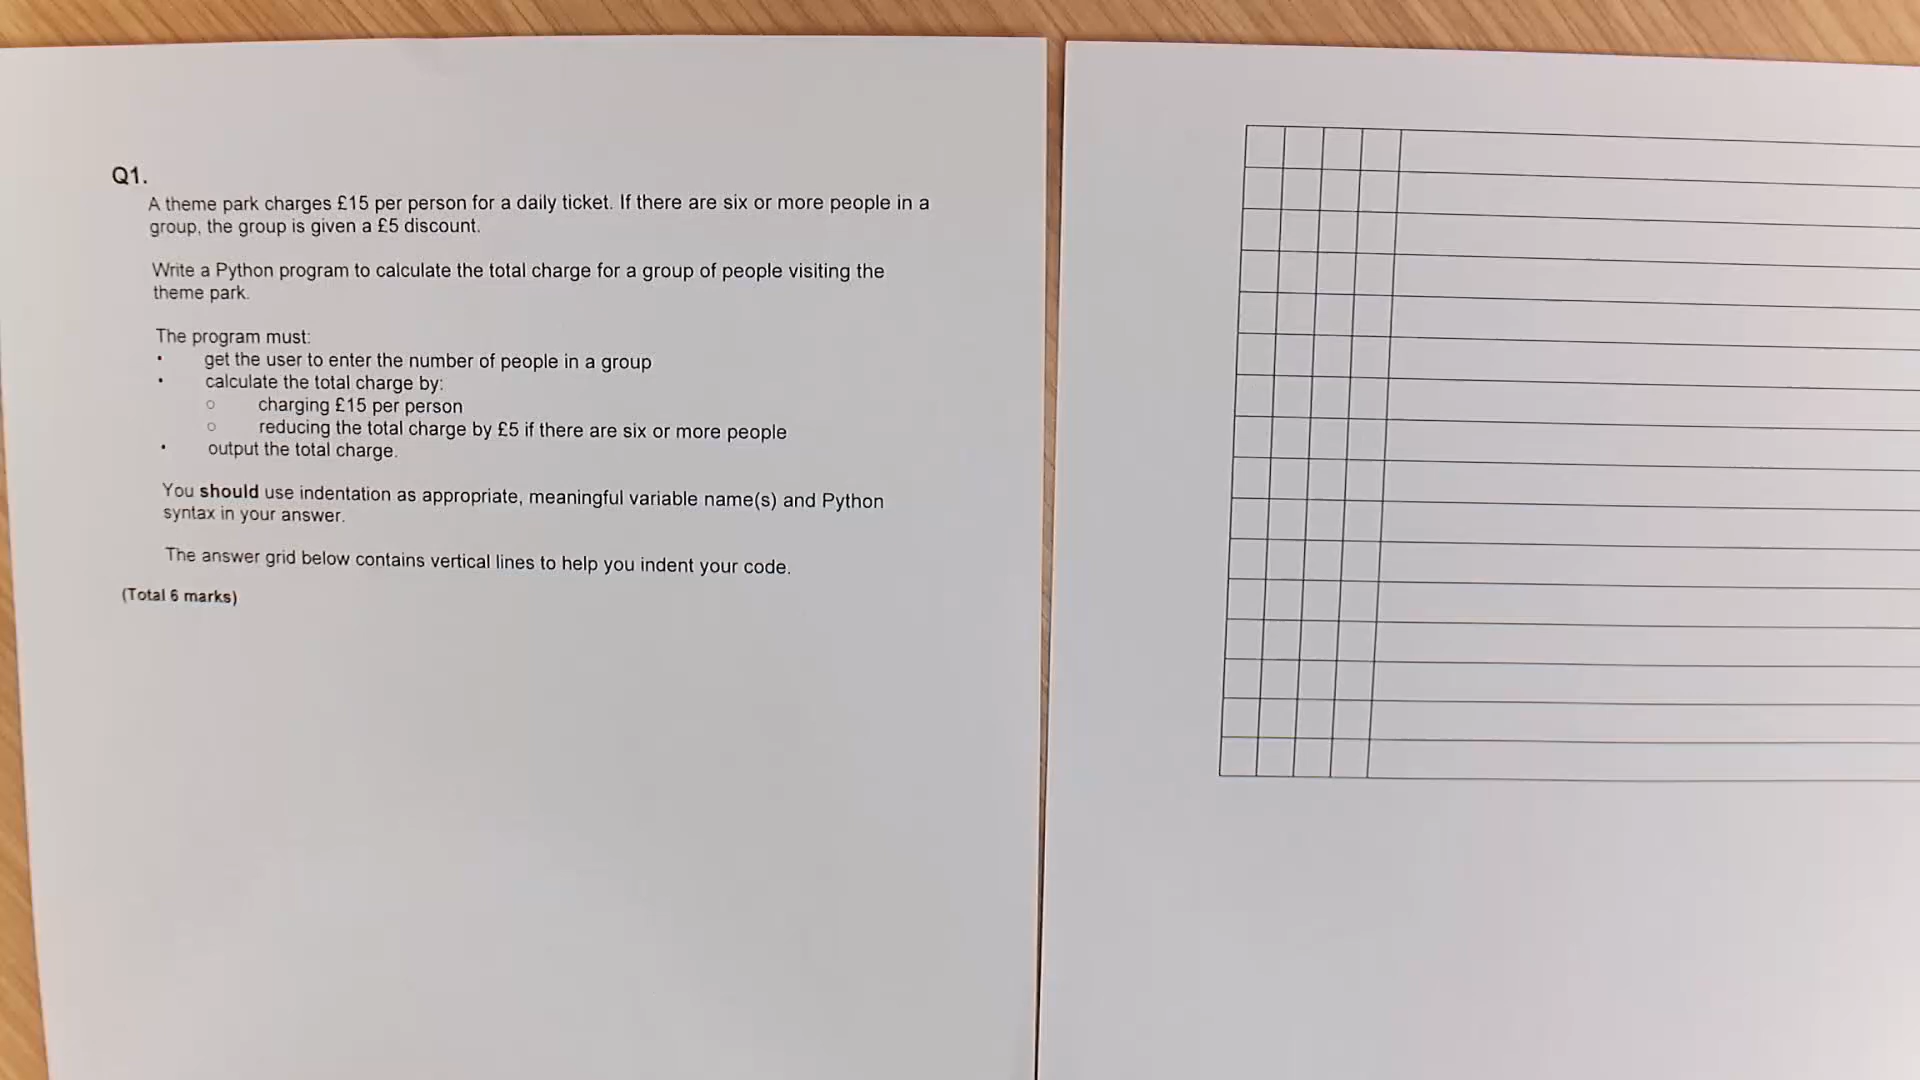 Q1.
A theme park charges £15 per person for a daily ticket. If there are six or more people in a
group, the group is given a £5 discount.
Write a Python program to calculate the total charge for a group of people visiting the
theme park.
The program must:
• get the user to enter the number of people in a group
• calculate the total charge by:
○ charging £15 per person
○ reducing the total charge by £5 if there are six or more people
• output the total charge.
You should use indentation as appropriate, meaningful variable name(s) and Python
syntax in your answer.
The answer grid below contains vertical lines to help you indent your code.
(Total 6 marks)